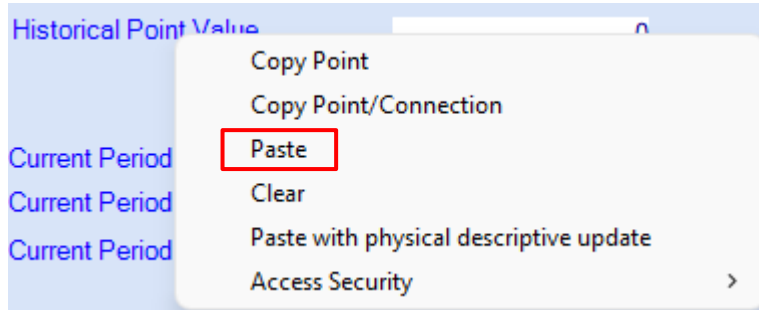 Historical Point Value 0
Copy Point
Copy Point/Connection
Current Period Paste
Current Period Clear
Current Period Paste with physical descriptive update
Access Security >